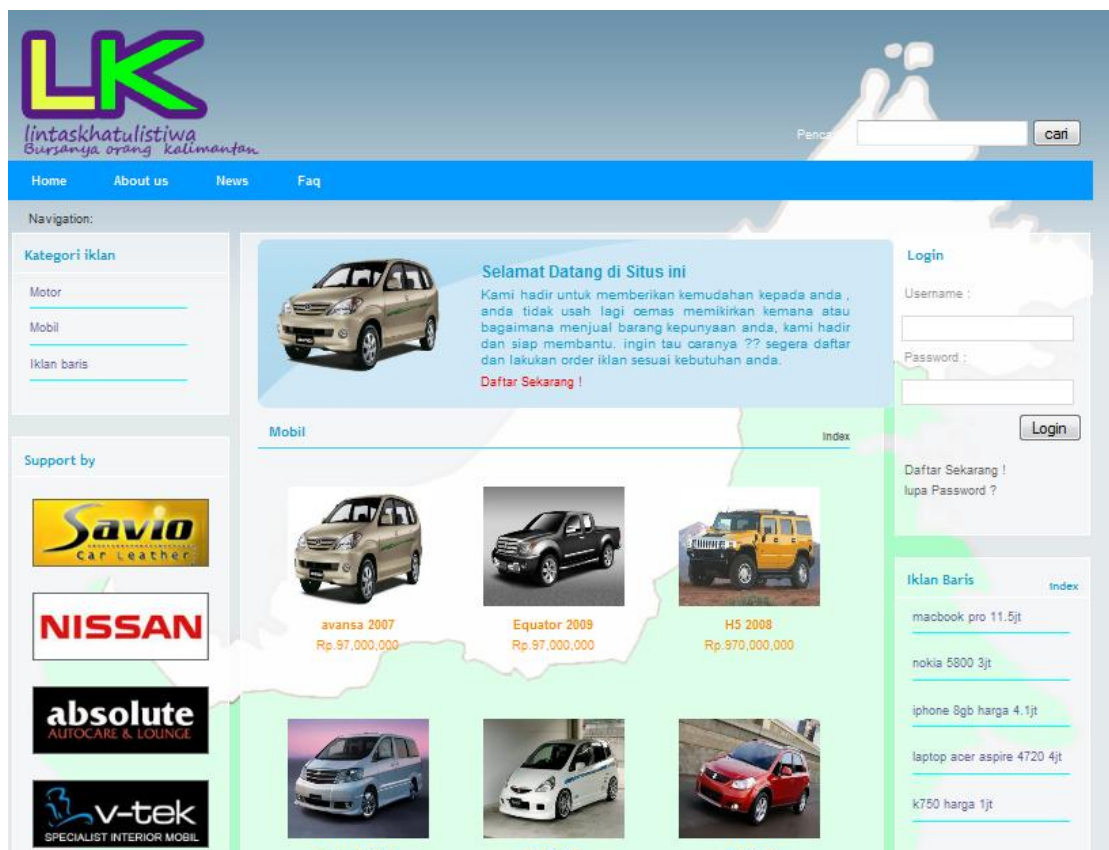 LK
lintaskhatulistiwa
Bursanya orang kalimantan
cari
Home About us News Faq
Navigation:
Kategori iklan
Motor
Mobil
Iklan baris
Support by
Savio
Car Leather
NISSAN
absolute
AUTOCARE & LOUNGE
v-tek
SPECIALIST INTERIOR MOBIL
Selamat Datang di Situs ini
Kami hadir untuk memberikan kemudahan kepada anda ,
anda tidak usah lagi cemas memikirkan kemana atau
bagaimana menjual barang kepunyaan anda, kami hadir
dan siap membantu. ingin tau caranya ?? segera daftar
dan lakukan order iklan sesuai kebutuhan anda.
Daftar Sekarang !
Mobil Index
avansa 2007
Rp.97,000,000
Equator 2009
Rp.97,000,000
H5 2008
Rp.970,000,000
Login
Username :
Password :
Login
Daftar Sekarang !
lupa Password ?
Iklan Baris Index
macbook pro 11.5jt
nokia 5800 3jt
iphone 8gb harga 4.1jt
laptop acer aspire 4720 4jt
k750 harga 1jt